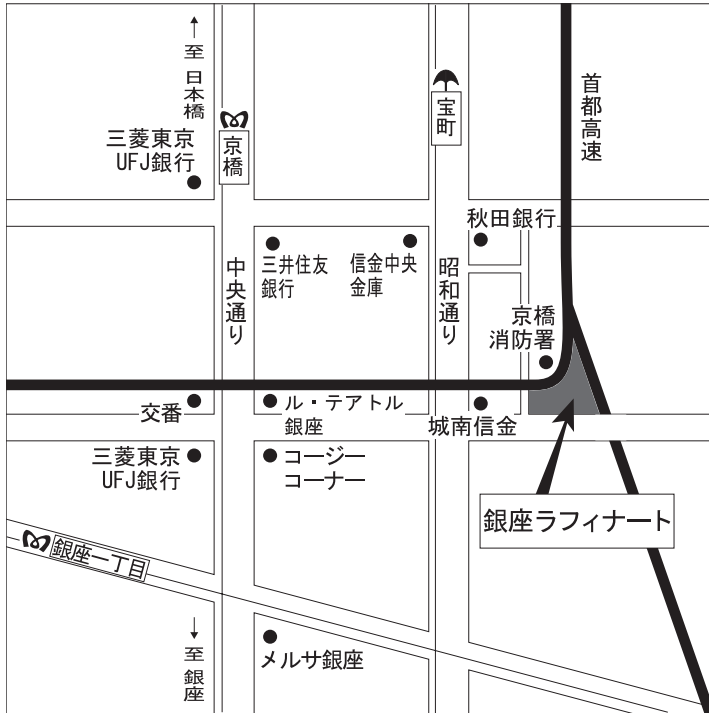 ↑
至
日本橋
三菱東京
UFJ銀行
京橋
宝町
首都高速
秋田銀行
三井住友
銀行
信金中央
金庫
中央通り
昭和通り
京橋
消防署
交番
ル・テアトル
銀座
城南信金
三菱東京
UFJ銀行
コージー
コーナー
銀座ラフィナート
銀座一丁目
メルサ銀座
↓
至
銀座